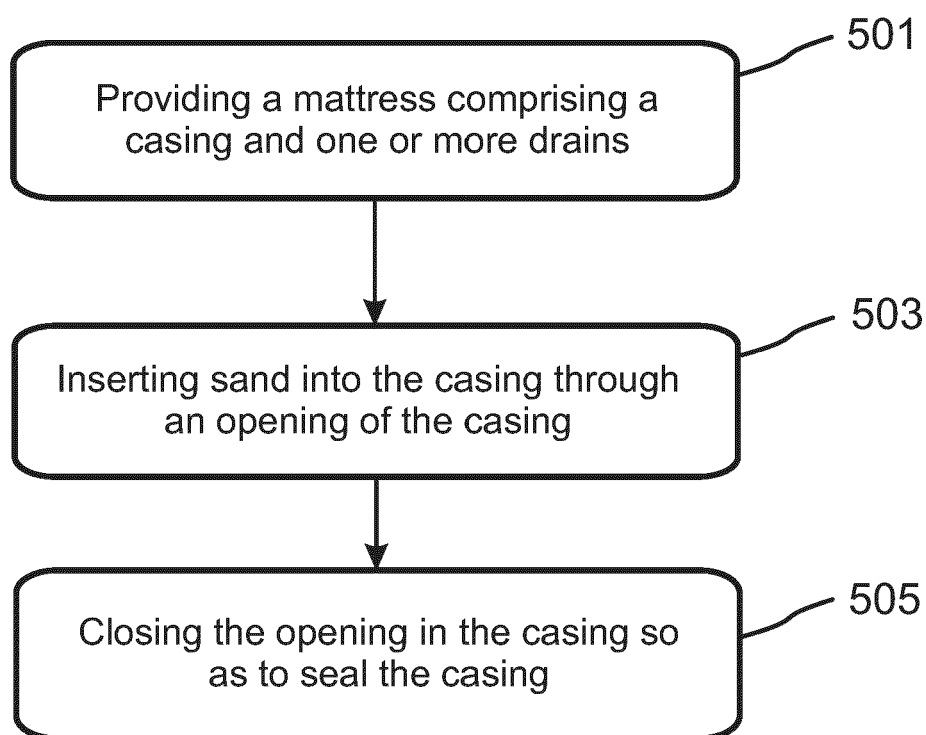 501
Providing a mattress comprising a
casing and one or more drains
503
Inserting sand into the casing through
an opening of the casing
505
Closing the opening in the casing so
as to seal the casing